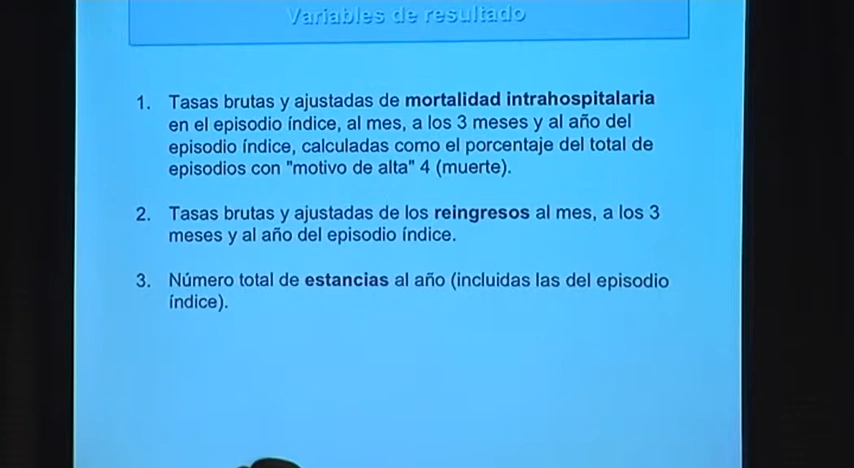 Variables de resultado
1. Tasas brutas y ajustadas de mortalidad intrahospitalaria
en el episodio índice, al mes, a los 3 meses y al año del
episodio índice, calculadas como el porcentaje del total de
episodios con "motivo de alta" 4 (muerte).
2. Tasas brutas y ajustadas de los reingresos al mes, a los 3
meses y al año del episodio índice.
3. Número total de estancias al año (incluidas las del episodio
índice).